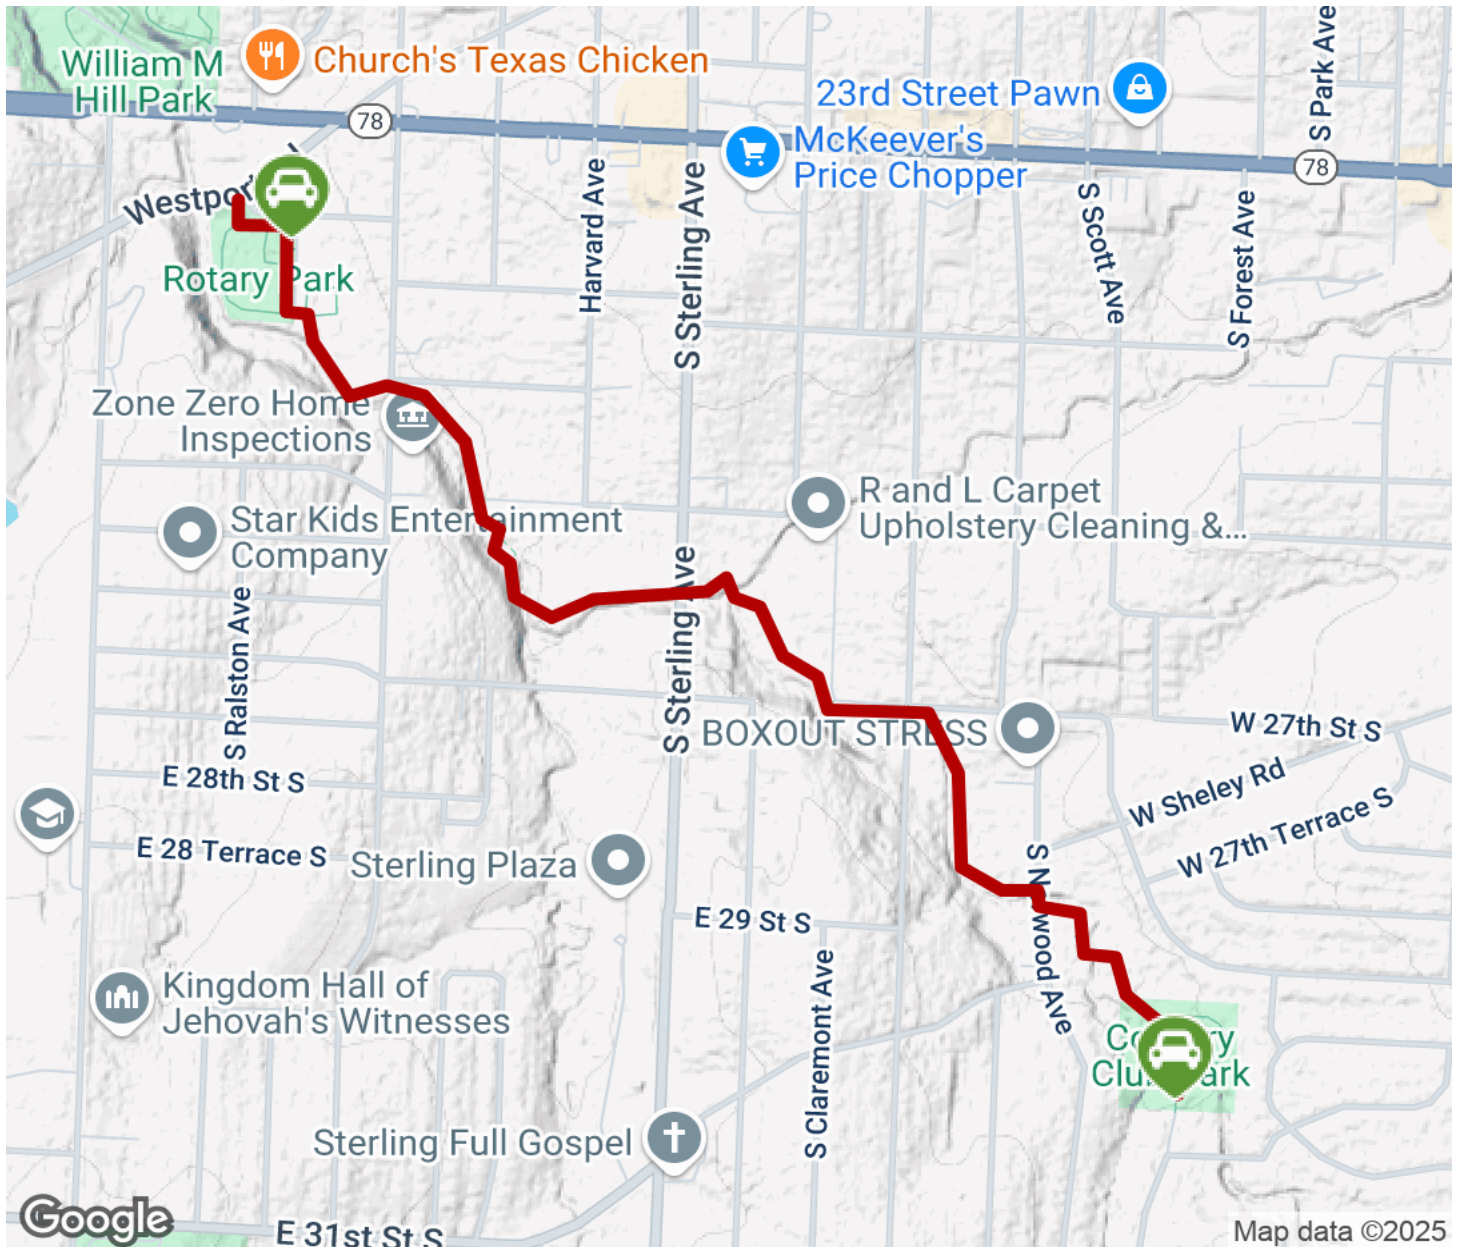 William M
Hill Park
Church's Texas Chicken
78
23rd Street Pawn
S Park Ave
McKeever's
Price Chopper
78
Rotary Park
Harvard Ave
S Sterling Ave
S Scott Ave
S Forest Ave
Zone Zero Home
Inspections
Star Kids Entertainment
Company
R and L Carpet
Upholstery Cleaning &...
S Ralston Ave
S Sterling Ave
BOXOUT STRESS
W 27th St S
E 28th St S
W Sheley Rd
W 27th Terrace S
E 28 Terrace S
Sterling Plaza
E 29 St S
S Claremont Ave
Kingdom Hall of
Jehovah's Witnesses
Sterling Full Gospel
E 31st St S
Google
Map data ©2025